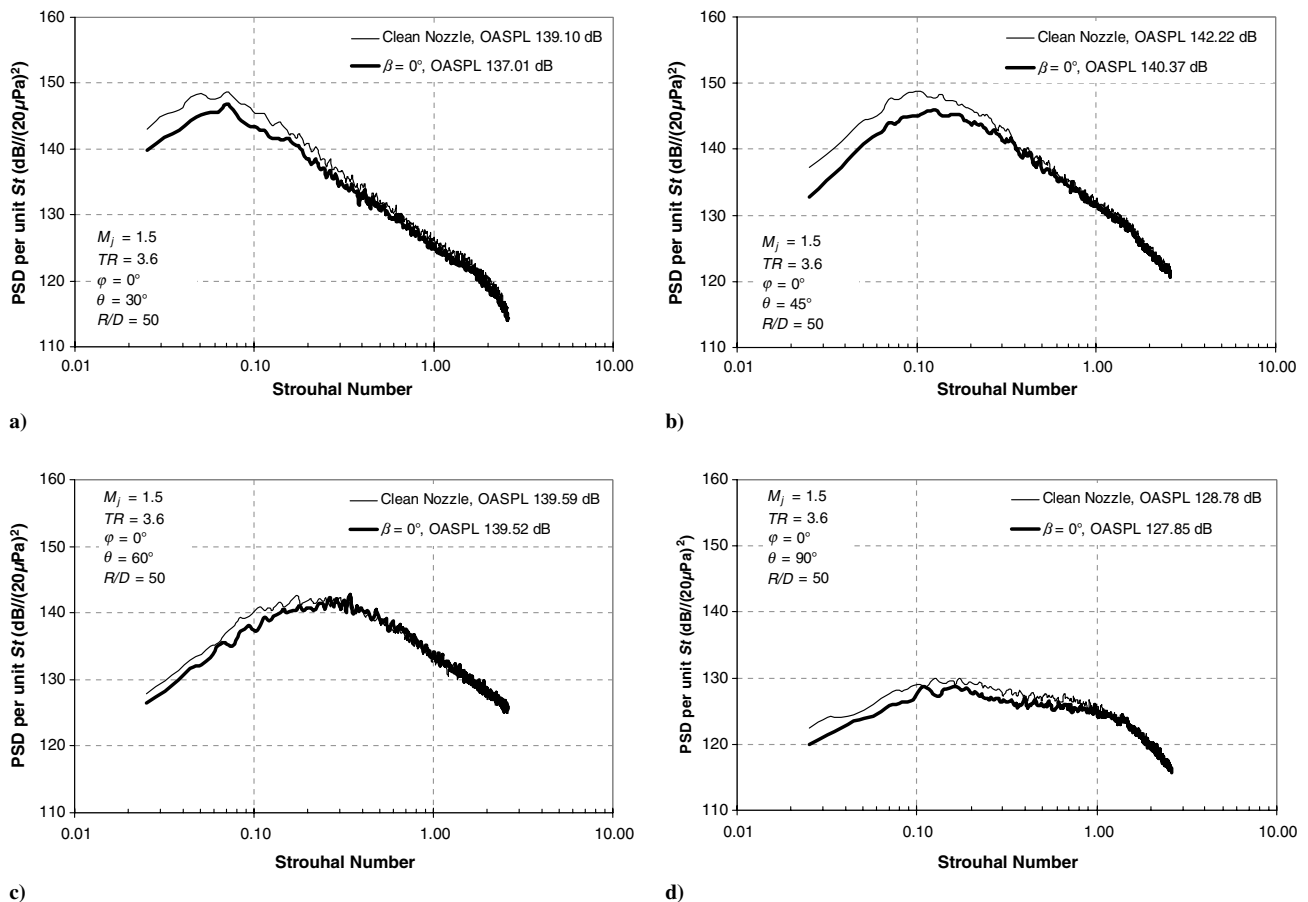 160
150
140
130
120
110
PSD per unit St (dB//(20µPa)²)
Clean Nozzle, OASPL 139.10 dB
β = 0°, OASPL 137.01 dB
Mj = 1.5
TR = 3.6
φ = 0°
θ = 30°
R/D = 50
0.01 0.10 1.00 10.00
Strouhal Number
a)
160
150
140
130
120
110
PSD per unit St (dB//(20µPa)²)
Clean Nozzle, OASPL 142.22 dB
β = 0°, OASPL 140.37 dB
Mj = 1.5
TR = 3.6
φ = 0°
θ = 45°
R/D = 50
0.01 0.10 1.00 10.00
Strouhal Number
b)
160
150
140
130
120
110
PSD per unit St (dB//(20µPa)²)
Mj = 1.5
TR = 3.6
φ = 0°
θ = 60°
R/D = 50
Clean Nozzle, OASPL 139.59 dB
β = 0°, OASPL 139.52 dB
0.01 0.10 1.00 10.00
Strouhal Number
c)
160
150
140
130
120
110
PSD per unit St (dB//(20µPa)²)
Mj = 1.5
TR = 3.6
φ = 0°
θ = 90°
R/D = 50
Clean Nozzle, OASPL 128.78 dB
β = 0°, OASPL 127.85 dB
0.01 0.10 1.00 10.00
Strouhal Number
d)